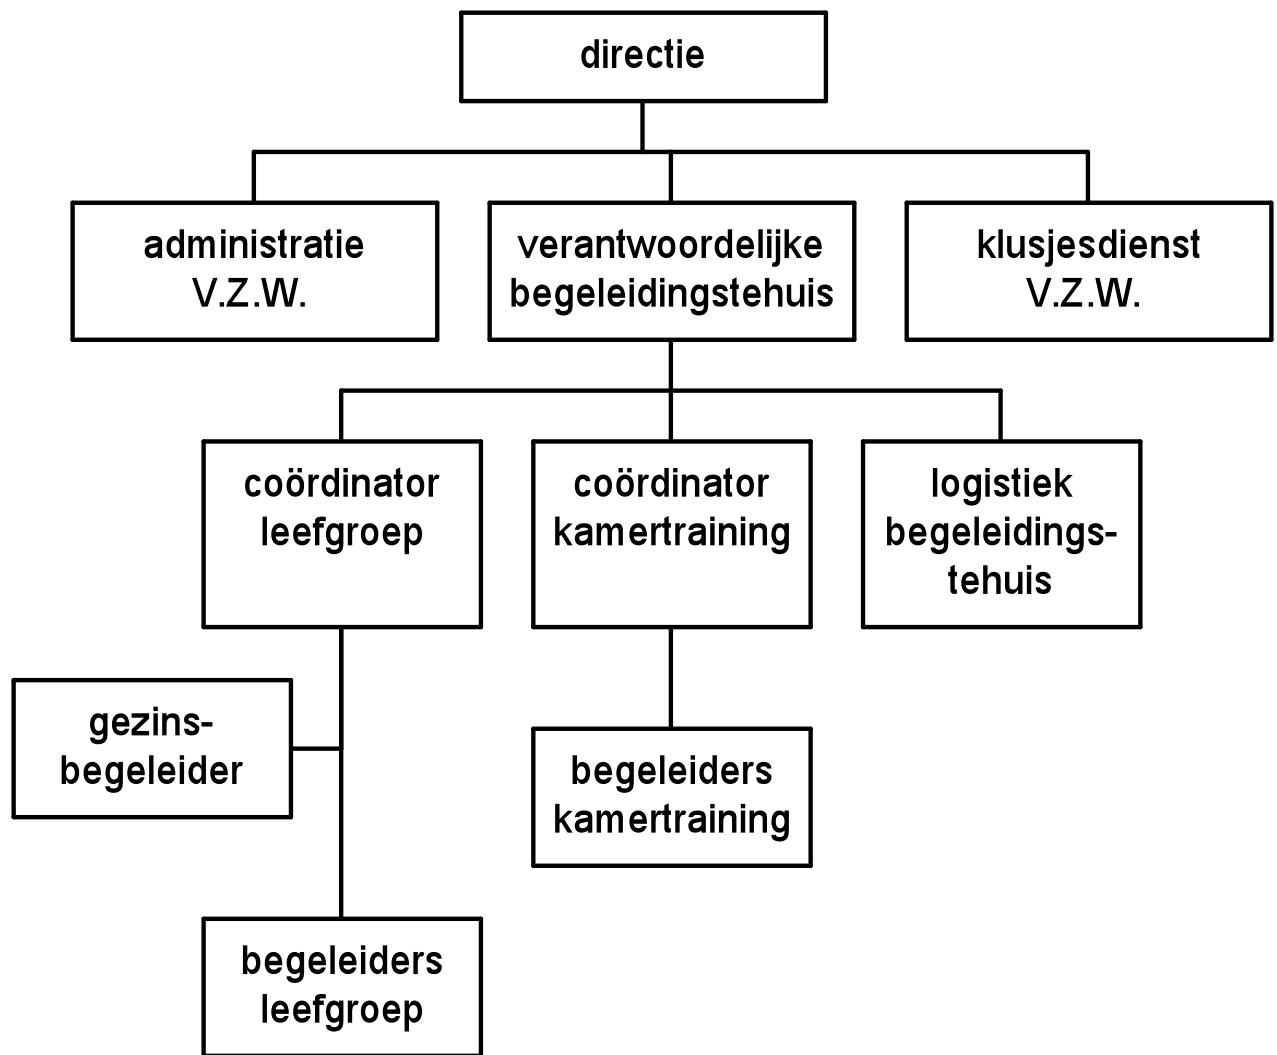 directie
administratie
V.Z.W.
verantwoordelijke
begeleidingstehuis
klusjesdienst
V.Z.W.
coördinator
leefgroep
coördinator
kamertraining
logistiek
begeleidings-
tehuis
gezins-
begeleider
begeleiders
kamertraining
begeleiders
leefgroep